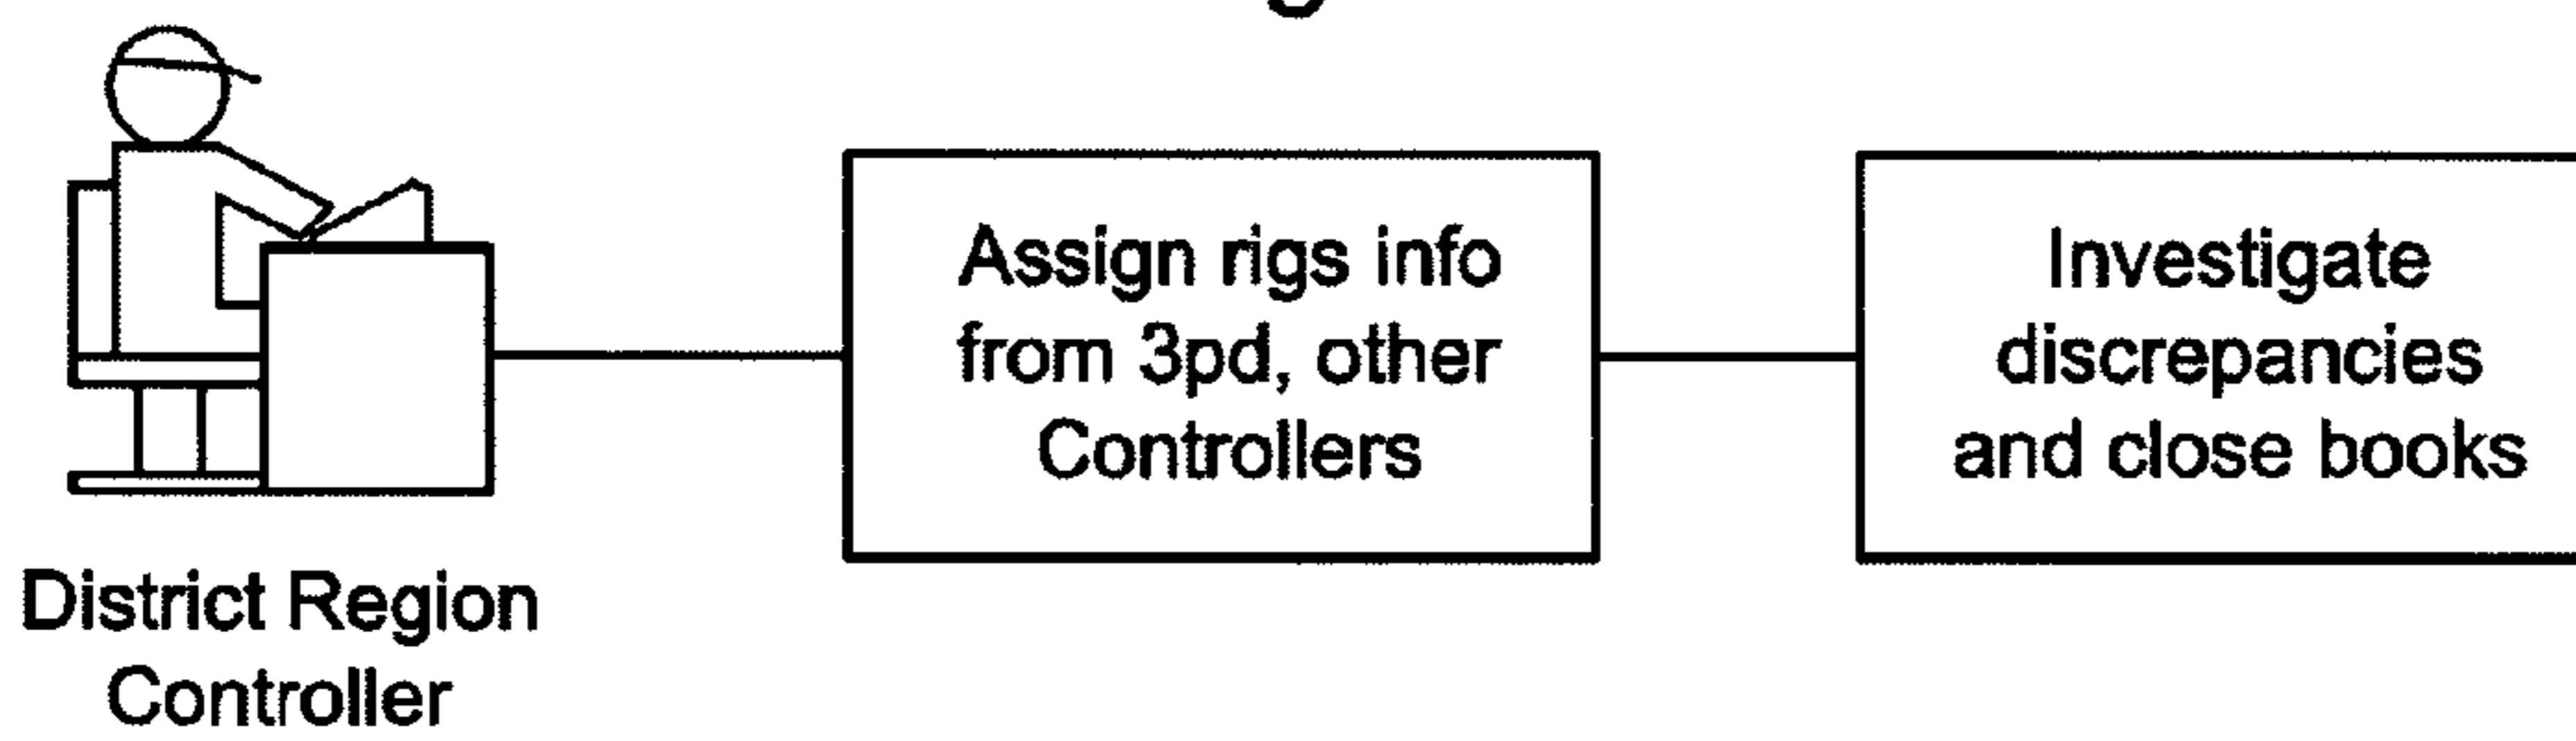 Assign rigs info
from 3pd, other
Controllers
Investigate
discrepancies
and close books
District Region
Controller